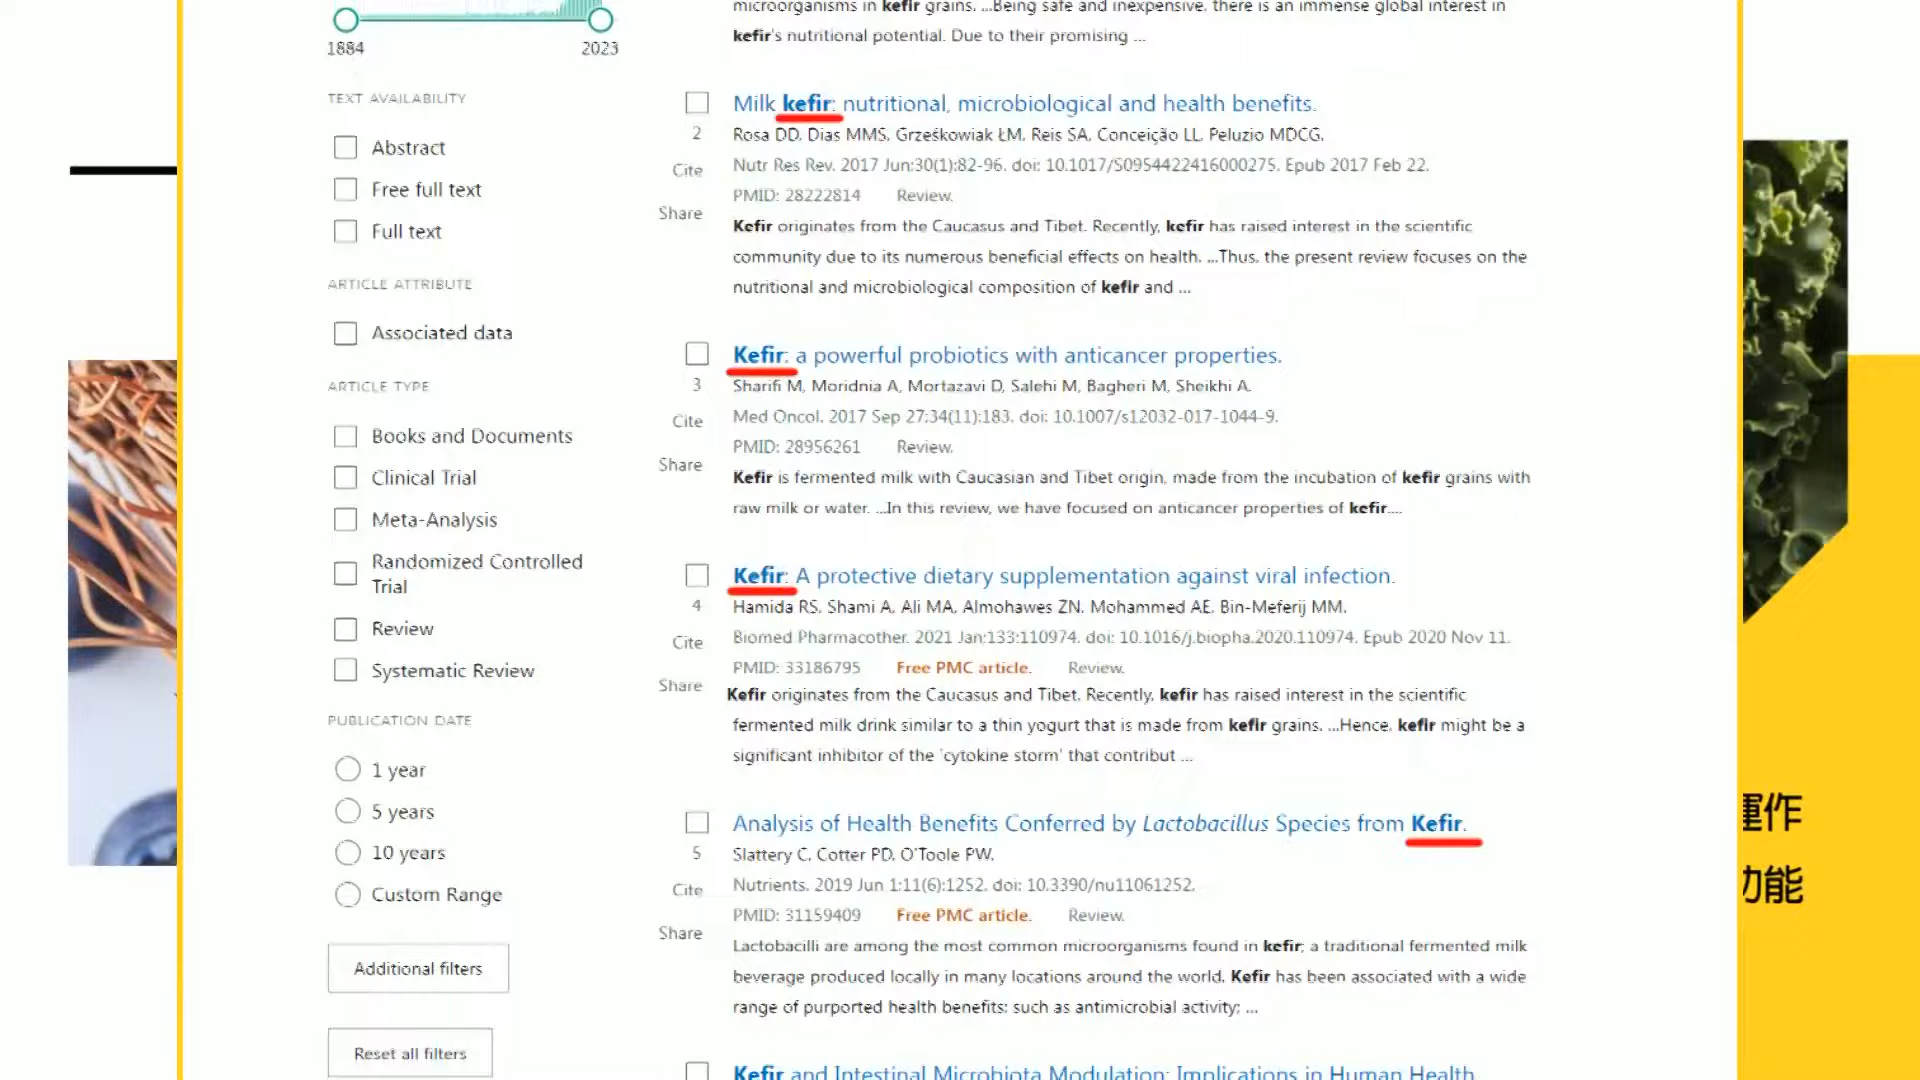 microorganisms in kefir grains. ...Being safe and inexpensive, there is an immense global interest in
kefir's nutritional potential. Due to their promising ...
1884
2023
TEXT AVAILABILITY
Abstract
Free full text
Full text
ARTICLE ATTRIBUTE
Associated data
ARTICLE TYPE
Books and Documents
Clinical Trial
Meta-Analysis
Randomized Controlled
Trial
Review
Systematic Review
PUBLICATION DATE
1 year
5 years
10 years
Custom Range
Additional filters
Reset all filters
Milk kefir: nutritional, microbiological and health benefits.
2
Rosa DD, Dias MMS, Grześkowiak ŁM, Reis SA, Conceição LL, Peluzio MDCG.
Cite
Nutr Res Rev. 2017 Jun;30(1):82-96. doi: 10.1017/S0954422416000275. Epub 2017 Feb 22.
PMID: 28222814 Review.
Share
Kefir originates from the Caucasus and Tibet. Recently, kefir has raised interest in the scientific
community due to its numerous beneficial effects on health. ...Thus, the present review focuses on the
nutritional and microbiological composition of kefir and ...
Kefir: a powerful probiotics with anticancer properties.
3
Sharifi M, Moridnia A, Mortazavi D, Salehi M, Bagheri M, Sheikhi A.
Cite
Med Oncol. 2017 Sep 27;34(11):183. doi: 10.1007/s12032-017-1044-9.
PMID: 28956261 Review.
Share
Kefir is fermented milk with Caucasian and Tibet origin, made from the incubation of kefir grains with
raw milk or water. ...In this review, we have focused on anticancer properties of kefir....
Kefir: A protective dietary supplementation against viral infection.
4
Hamida RS, Shami A, Ali MA, Almohawes ZN, Mohammed AE, Bin-Meferij MM.
Cite
Biomed Pharmacother. 2021 Jan;133:110974. doi: 10.1016/j.biopha.2020.110974. Epub 2020 Nov 11.
PMID: 33186795 Free PMC article. Review.
Share
Kefir originates from the Caucasus and Tibet. Recently, kefir has raised interest in the scientific
fermented milk drink similar to a thin yogurt that is made from kefir grains. ...Hence, kefir might be a
significant inhibitor of the 'cytokine storm' that contribut ...
Analysis of Health Benefits Conferred by Lactobacillus Species from Kefir.
5
Slattery C, Cotter PD, O'Toole PW.
Cite
Nutrients. 2019 Jun 1;11(6):1252. doi: 10.3390/nu11061252.
PMID: 31159409 Free PMC article. Review.
Share
Lactobacilli are among the most common microorganisms found in kefir; a traditional fermented milk
beverage produced locally in many locations around the world. Kefir has been associated with a wide
range of purported health benefits; such as antimicrobial activity; ...
Kefir and Intestinal Microbiota Modulation: Implications in Human Health.
運作
功能